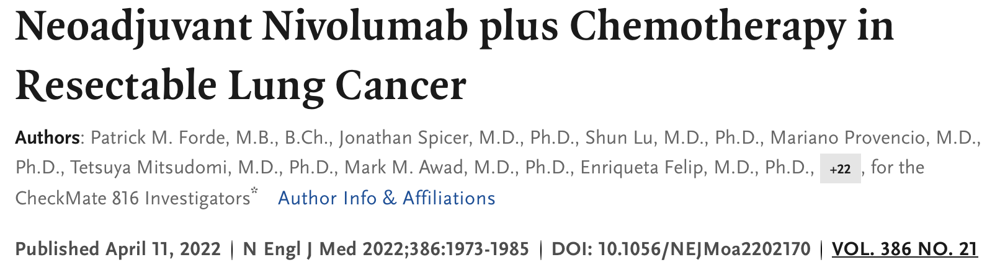 Neoadjuvant Nivolumab plus Chemotherapy in
Resectable Lung Cancer
Authors: Patrick M. Forde, M.B., B.Ch., Jonathan Spicer, M.D., Ph.D., Shun Lu, M.D., Ph.D., Mariano Provencio, M.D.,
Ph.D., Tetsuya Mitsudomi, M.D., Ph.D., Mark M. Awad, M.D., Ph.D., Enriqueta Felip, M.D., Ph.D., +22 , for the
CheckMate 816 Investigators* Author Info & Affiliations
Published April 11, 2022 | N Engl J Med 2022;386:1973-1985 | DOI: 10.1056/NEJMoa2202170 | VOL. 386 NO. 21